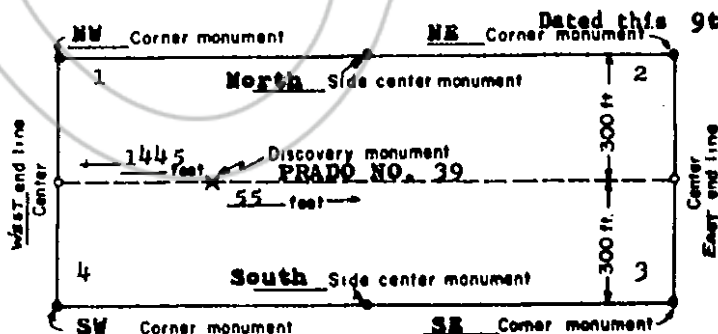 Dated this 9t
NW Corner monument NE Corner monument
1 North Side center monument 2
300 ft
1445 feet Discovery monument
PRADO NO. 39
WEST end line Center
Center EAST end line
55 feet
300 ft.
4 South Side center monument 3
SW Corner monument SE Corner monument